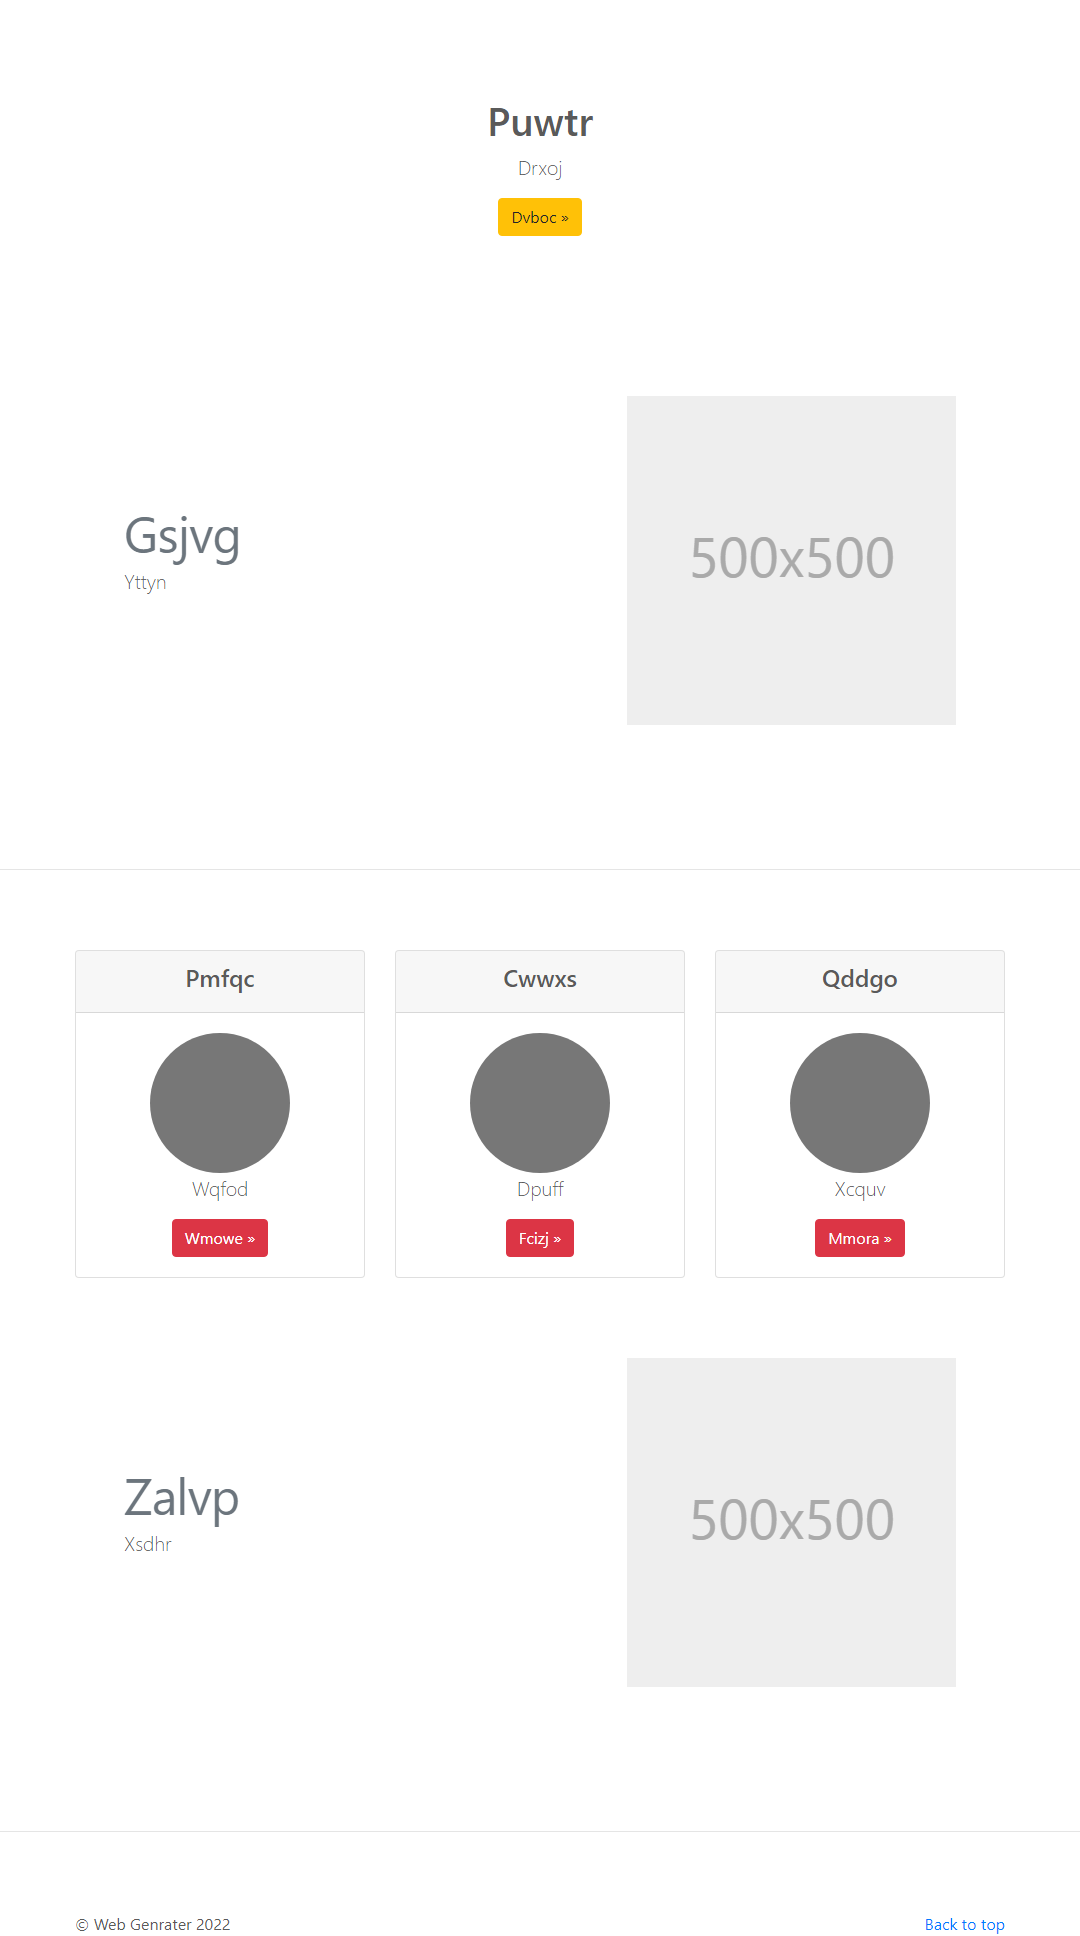 Puwtr
Drxoj
Dvboc »
Gsjvg
Yttyn
500x500
Pmfqc
Cwwxs
Qddgo
Wqfod
Dpuff
Xcquv
Wmowe »
Fcizj »
Mmora »
Zalvp
Xsdhr
500x500
© Web Genrater 2022
Back to top